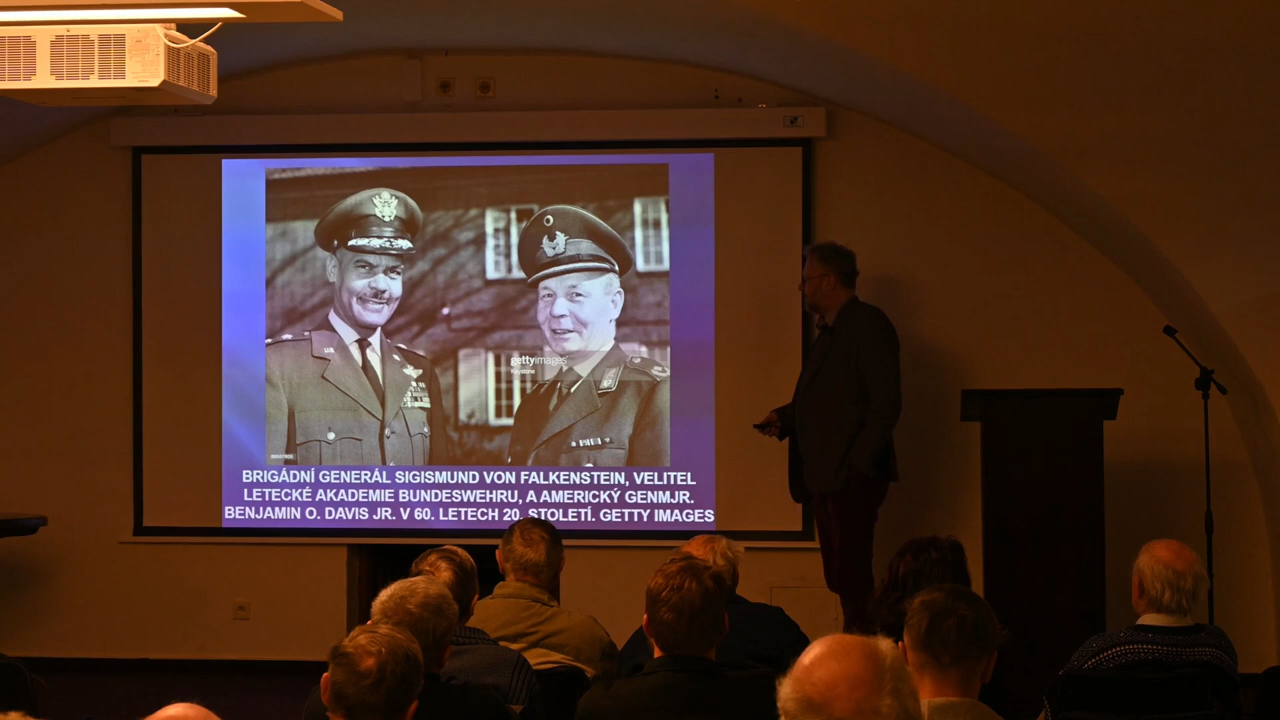 gettyimages
Keystone
BRIGÁDNÍ GENERÁL SIGISMUND VON FALKENSTEIN, VELITEL
LETECKÉ AKADEMIE BUNDESWEHRU, A AMERICKÝ GENMJR.
BENJAMIN O. DAVIS JR. V 60. LETECH 20. STOLETÍ. GETTY IMAGES